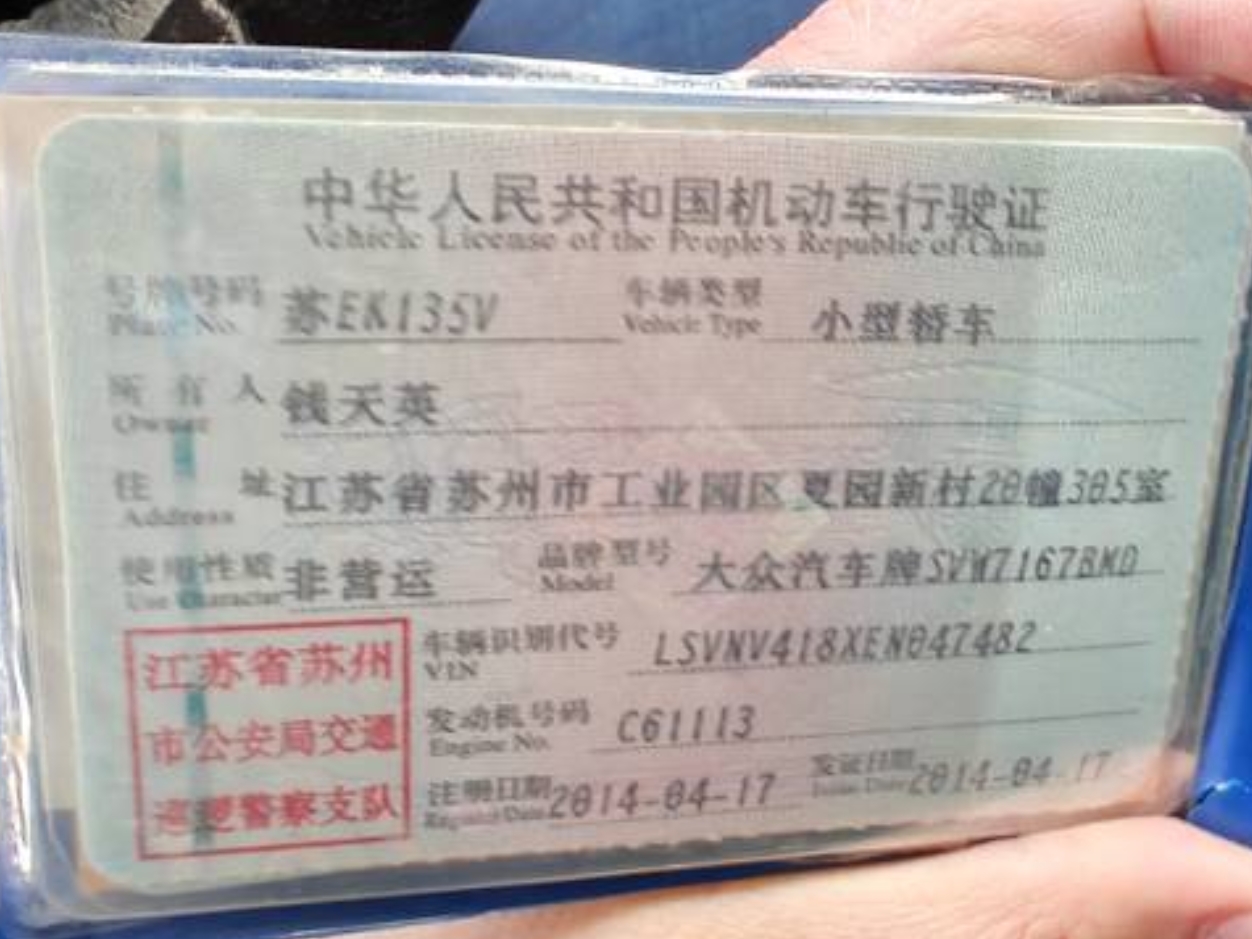 中华人民共和国机动车行驶证
Vehicle License of the People's Republic of China
号牌号码 苏EK135V 车辆类型 小型轿车
Plate No. Vehicle Type
所有人 钱天英
Owner
住址 江苏省苏州市工业园区夏园新村20幢305室
Address
使用性质 非营运 品牌型号 大众汽车牌SVW7167BMD
Use Character Model
车辆识别代号 LSVNV418XEN047482
VIN
发动机号码 C61113
Engine No.
注册日期 2014-04-17 发证日期 2014-04-17
Register Date Issue Date
江苏省苏州
市公安局交通
巡逻警察支队